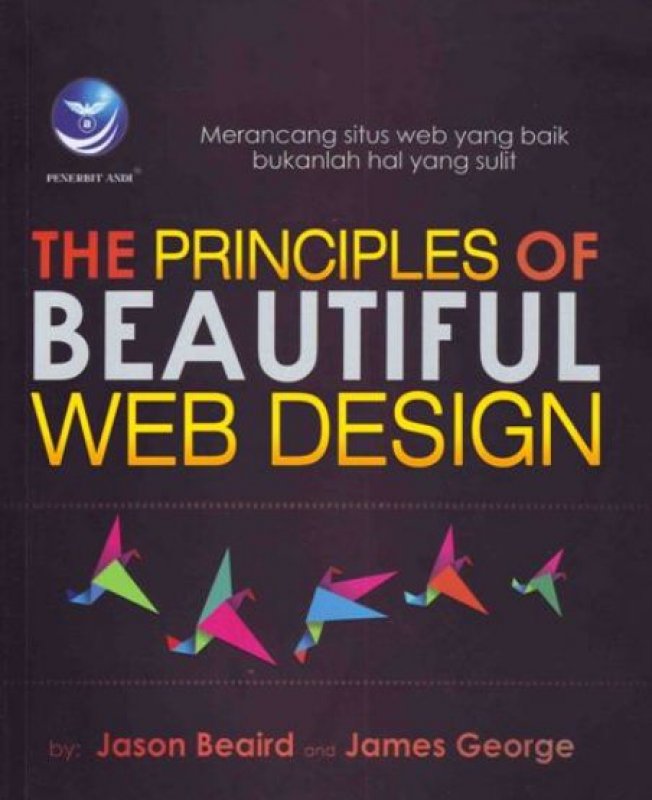 Merancang situs web yang baik
bukanlah hal yang sulit
a
PENERBIT ANDI®
THE PRINCIPLES OF
BEAUTIFUL
WEB DESIGN
by: Jason Beaird and James George